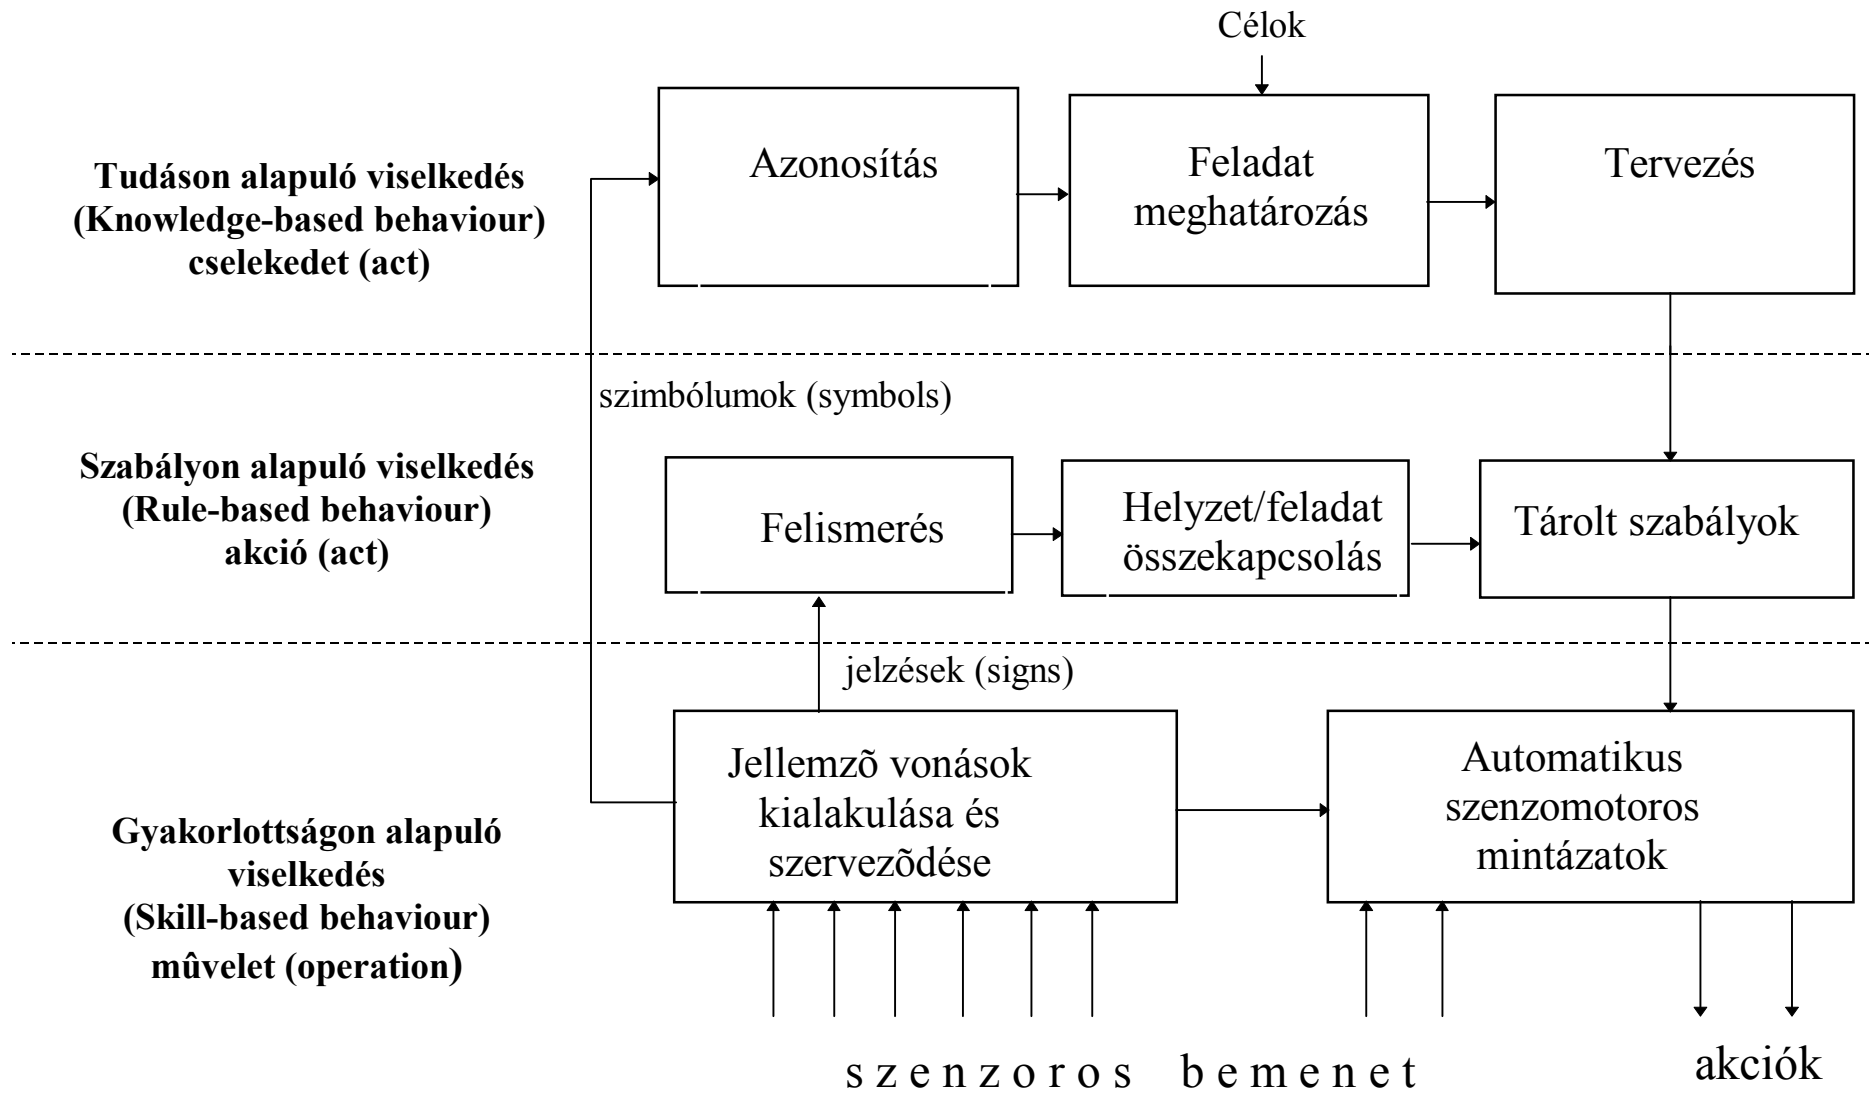 Célok
Tudáson alapuló viselkedés
(Knowledge-based behaviour)
cselekedet (act)
Azonosítás
Feladat
meghatározás
Tervezés
szimbólumok (symbols)
Szabályon alapuló viselkedés
(Rule-based behaviour)
akció (act)
Felismerés
Helyzet/feladat
összekapcsolás
Tárolt szabályok
jelzések (signs)
Gyakorlottságon alapuló
viselkedés
(Skill-based behaviour)
mûvelet (operation)
Jellemzõ vonások
kialakulása és
szervezõdése
Automatikus
szenzomotoros
mintázatok
szenzoros bemenet
akciók